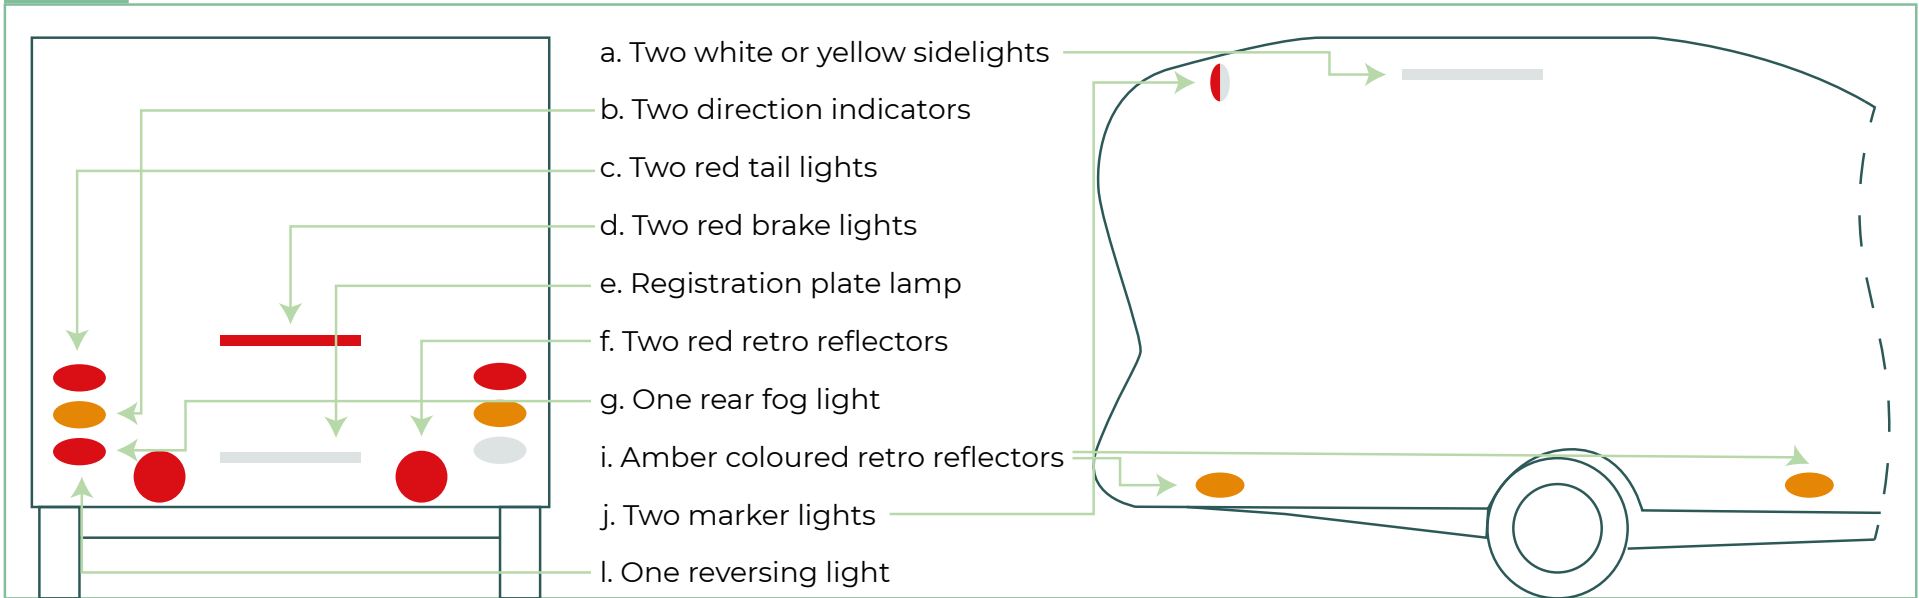 a. Two white or yellow sidelights
b. Two direction indicators
c. Two red tail lights
d. Two red brake lights
e. Registration plate lamp
f. Two red retro reflectors
g. One rear fog light
i. Amber coloured retro reflectors
j. Two marker lights
l. One reversing light